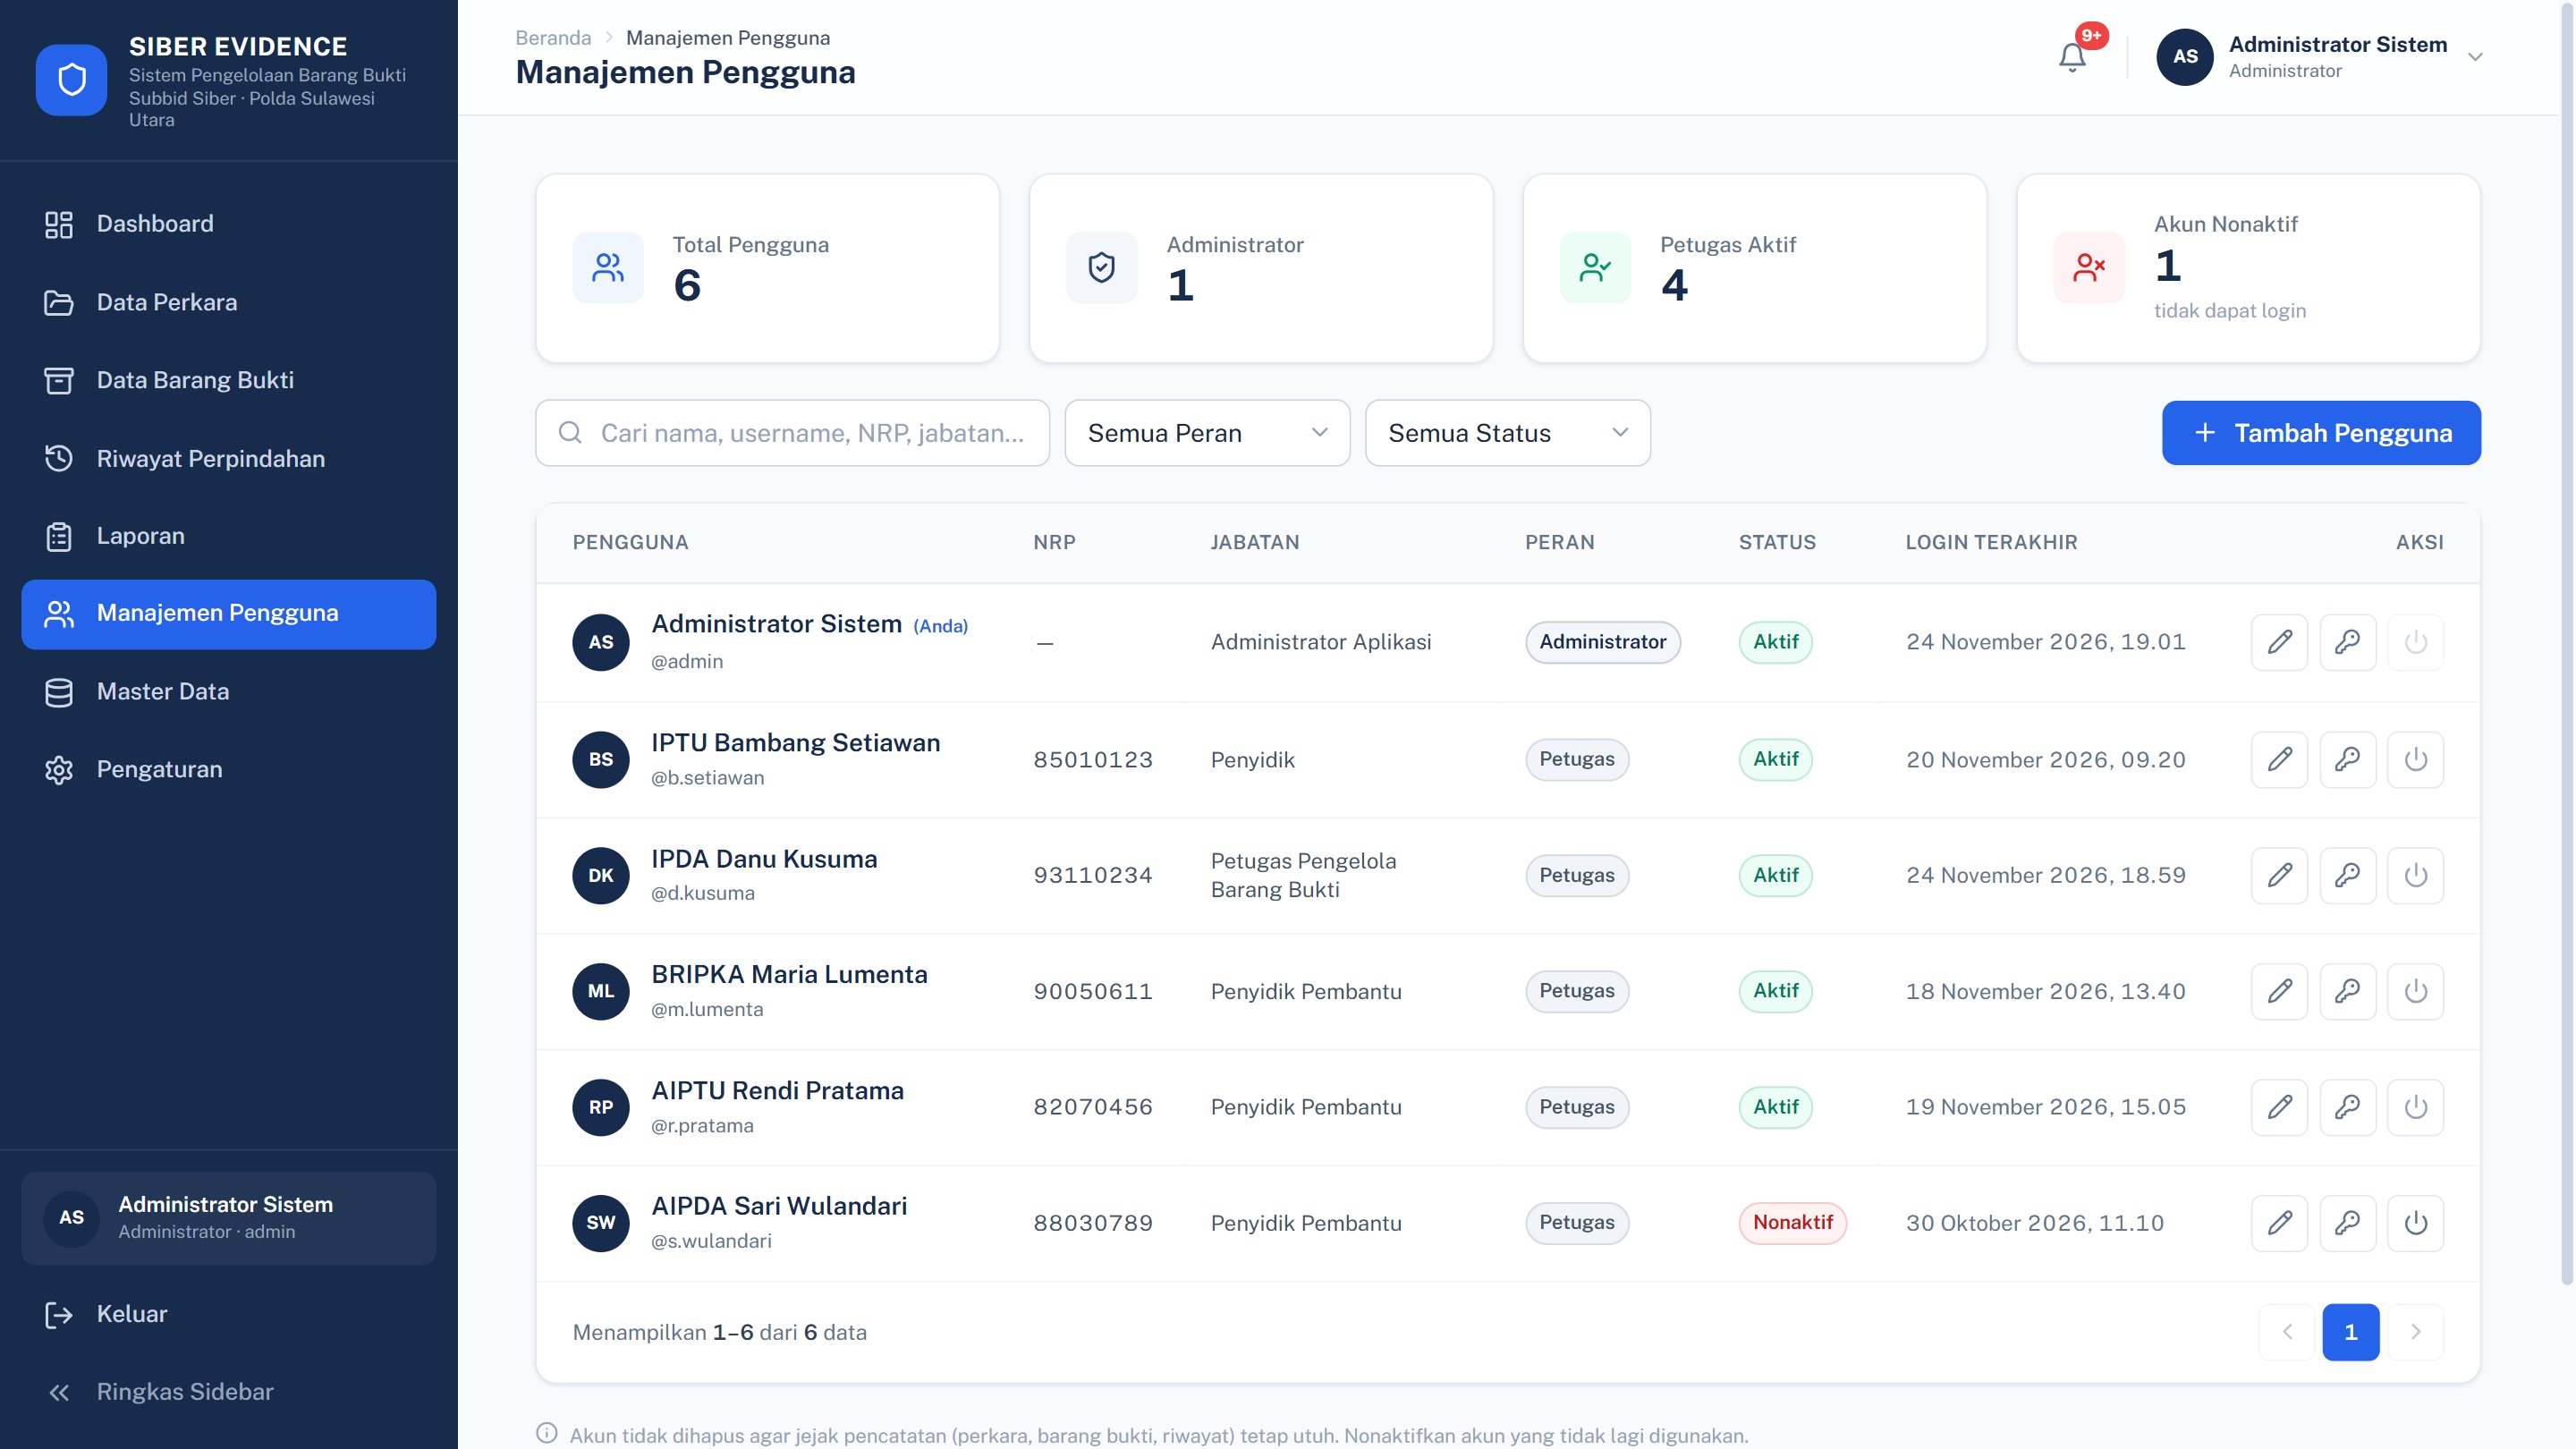 SIBER EVIDENCE
Sistem Pengelolaan Barang Bukti
Subbid Siber · Polda Sulawesi
Utara
Dashboard
Data Perkara
Data Barang Bukti
Riwayat Perpindahan
Laporan
Manajemen Pengguna
Master Data
Pengaturan
AS
Administrator Sistem
Administrator · admin
Keluar
Ringkas Sidebar
Beranda Manajemen Pengguna
Manajemen Pengguna
9+
AS
Administrator Sistem
Administrator
Total Pengguna
6
Administrator
1
Petugas Aktif
4
Akun Nonaktif
1
tidak dapat login
Cari nama, username, NRP, jabatan...
Semua Peran
Semua Status
Tambah Pengguna
PENGGUNA NRP JABATAN PERAN STATUS LOGIN TERAKHIR AKSI
AS Administrator Sistem (Anda) — Administrator Aplikasi Administrator Aktif 24 November 2026, 19.01
@admin
BS IPTU Bambang Setiawan 85010123 Penyidik Petugas Aktif 20 November 2026, 09.20
@b.setiawan
DK IPDA Danu Kusuma 93110234 Petugas Pengelola Petugas Aktif 24 November 2026, 18.59
@d.kusuma Barang Bukti
ML BRIPKA Maria Lumenta 90050611 Penyidik Pembantu Petugas Aktif 18 November 2026, 13.40
@m.lumenta
RP AIPTU Rendi Pratama 82070456 Penyidik Pembantu Petugas Aktif 19 November 2026, 15.05
@r.pratama
SW AIPDA Sari Wulandari 88030789 Penyidik Pembantu Petugas Nonaktif 30 Oktober 2026, 11.10
@s.wulandari
Menampilkan 1–6 dari 6 data
1
Akun tidak dihapus agar jejak pencatatan (perkara, barang bukti, riwayat) tetap utuh. Nonaktifkan akun yang tidak lagi digunakan.